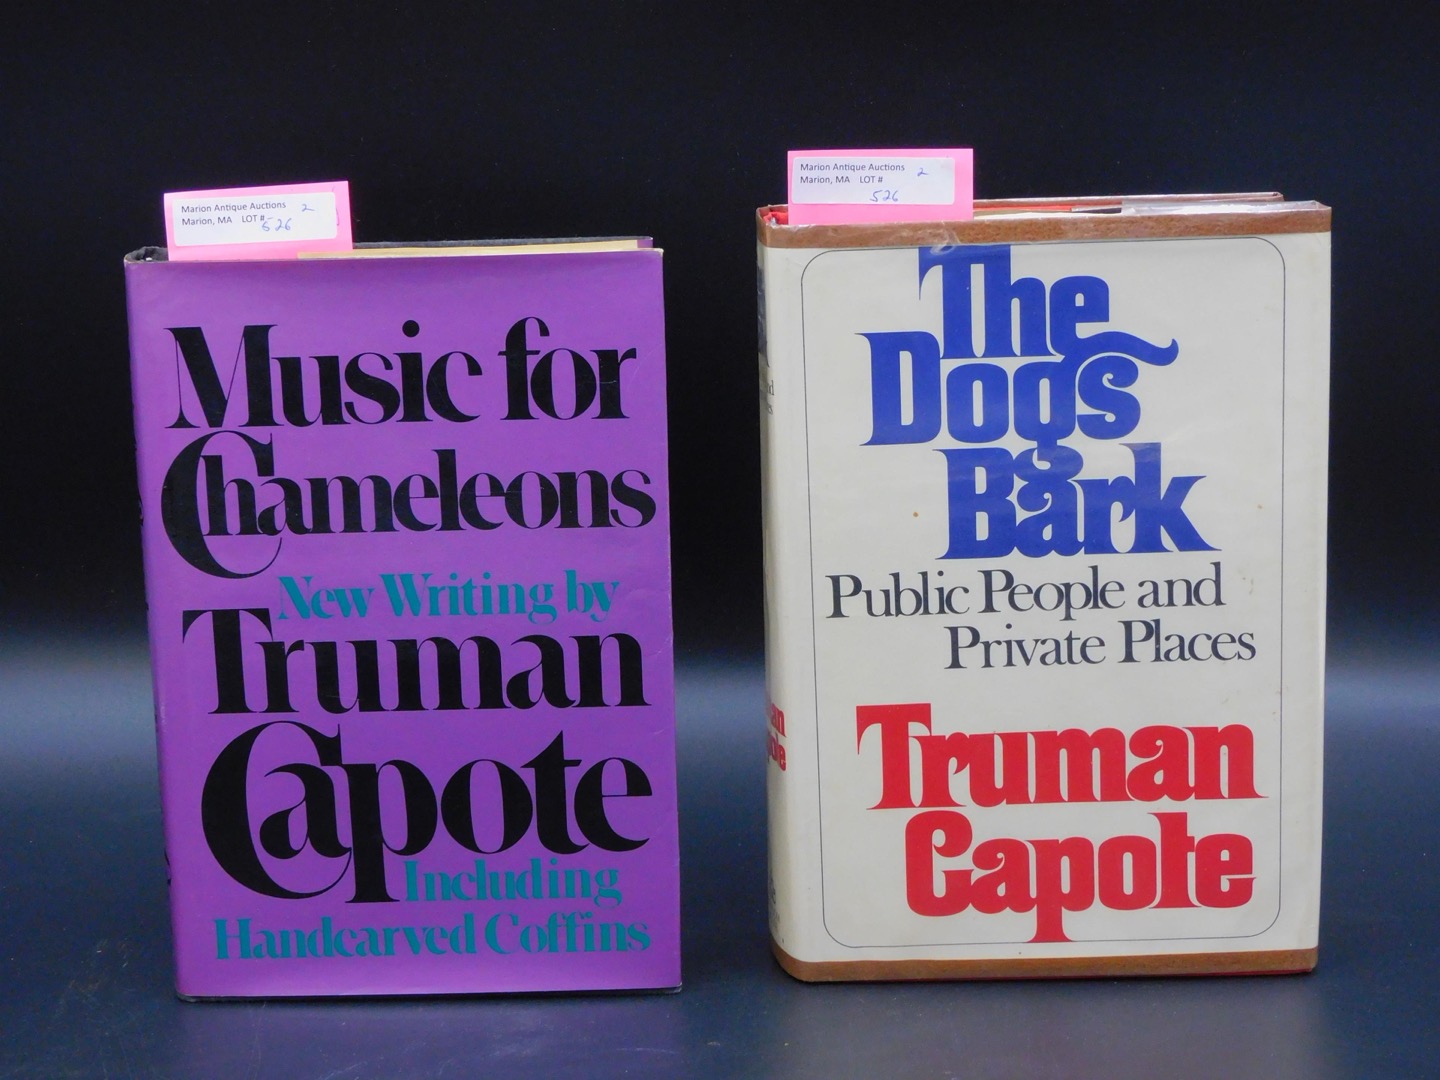 Marion Antique Auctions 2
Marion, MA LOT # 526
Music for
Chameleons
New Writing by
Truman
Capote
Including
Handcarved Coffins
Marion Antique Auctions 2
Marion, MA LOT #
526
The
Dogs
Bark
Public People and
Private Places
Truman
Capote